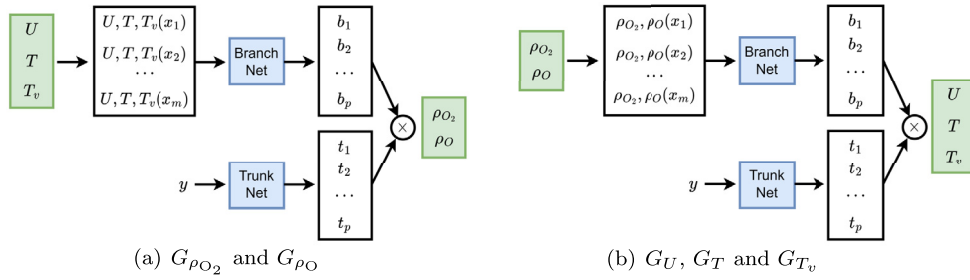 U
T
T_v
U, T, T_v(x_1)
U, T, T_v(x_2)
...
U, T, T_v(x_m)
Branch
Net
b_1
b_2
...
b_p
×
ρ_{O_2}
ρ_O
y
Trunk
Net
t_1
t_2
...
t_p
(a) G_{ρ_{O_2}} and G_{ρ_O}
ρ_{O_2}
ρ_O
ρ_{O_2}, ρ_O(x_1)
ρ_{O_2}, ρ_O(x_2)
...
ρ_{O_2}, ρ_O(x_m)
Branch
Net
b_1
b_2
...
b_p
×
U
T
T_v
y
Trunk
Net
t_1
t_2
...
t_p
(b) G_U, G_T and G_{T_v}